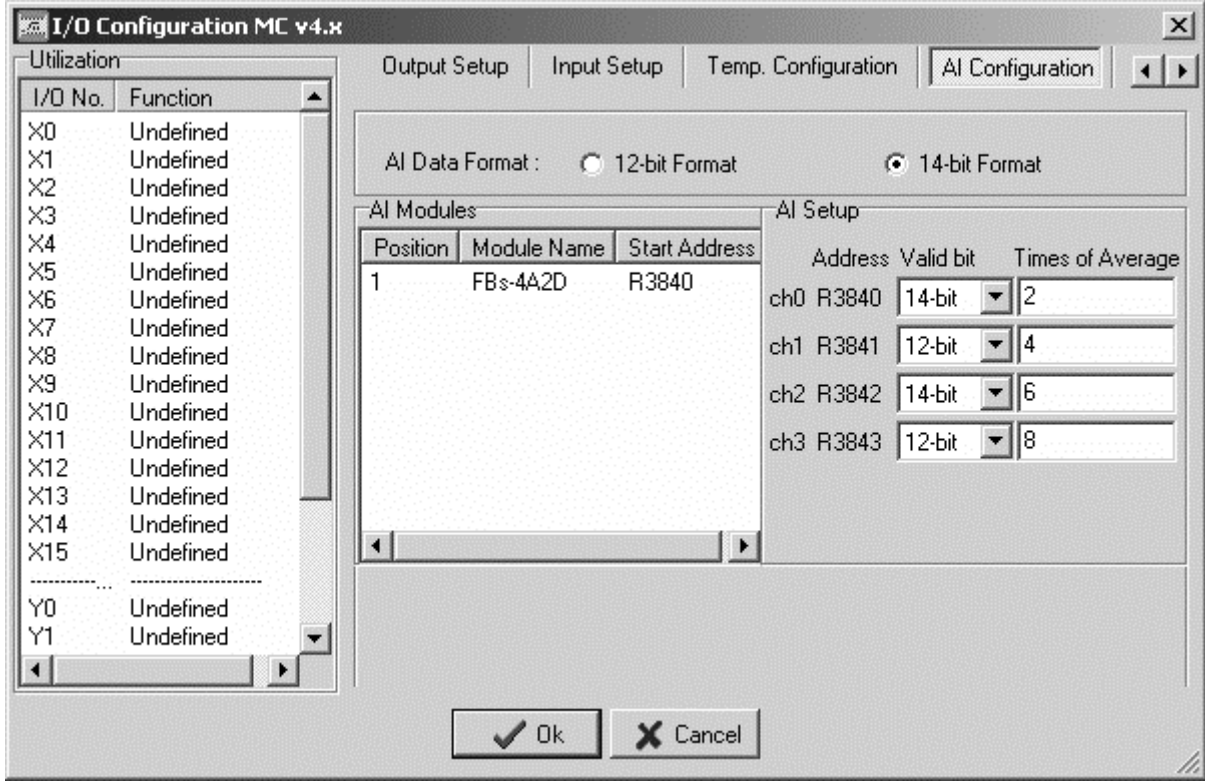 I/O Configuration MC v4.x
Utilization
I/O No. Function
X0 Undefined
X1 Undefined
X2 Undefined
X3 Undefined
X4 Undefined
X5 Undefined
X6 Undefined
X7 Undefined
X8 Undefined
X9 Undefined
X10 Undefined
X11 Undefined
X12 Undefined
X13 Undefined
X14 Undefined
X15 Undefined
-----------... ---------------------
Y0 Undefined
Y1 Undefined
Output Setup Input Setup Temp. Configuration AI Configuration
AI Data Format : 12-bit Format 14-bit Format
AI Modules
Position Module Name Start Address
1 FBs-4A2D R3840
AI Setup
Address Valid bit Times of Average
ch0 R3840 14-bit 2
ch1 R3841 12-bit 4
ch2 R3842 14-bit 6
ch3 R3843 12-bit 8
Ok Cancel